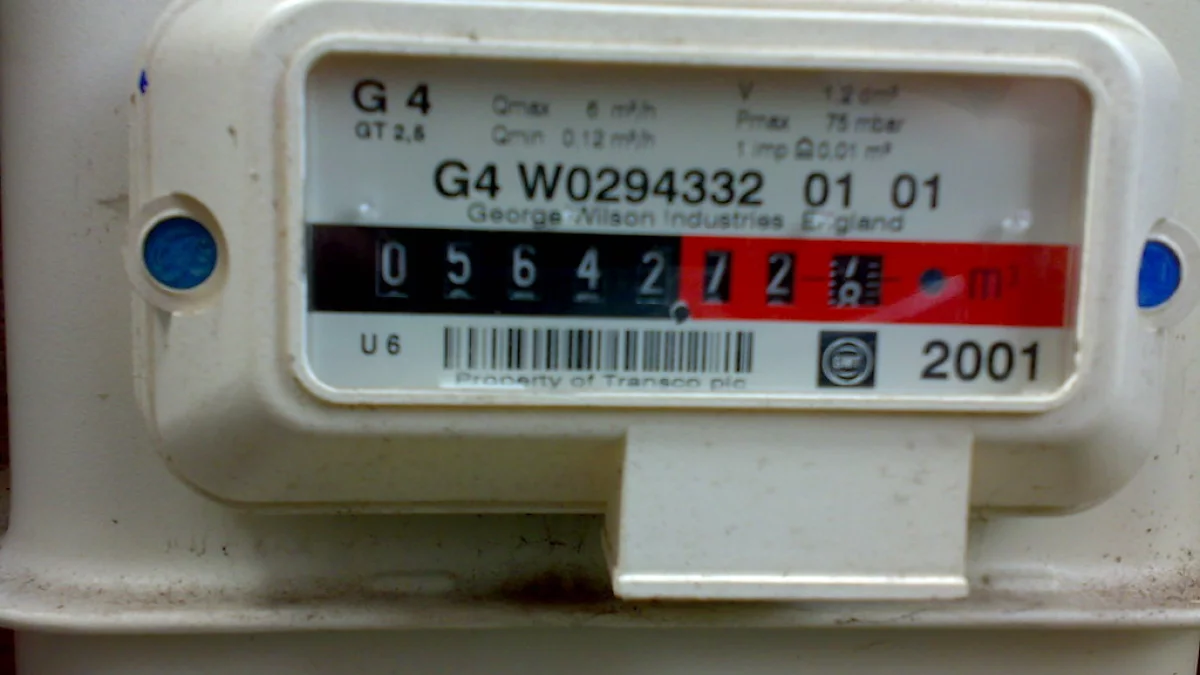 G 4 Qmax 6 m³/h V 1.2 dm³
GT 2,5 Qmin 0,12 m³/h Pmax 75 mbar
1 imp ≙ 0,01 m³
G4 W0294332 01 01
George Wilson Industries England
0 5 6 4 2 7 2 m³
U 6 2001
Property of Transco plc